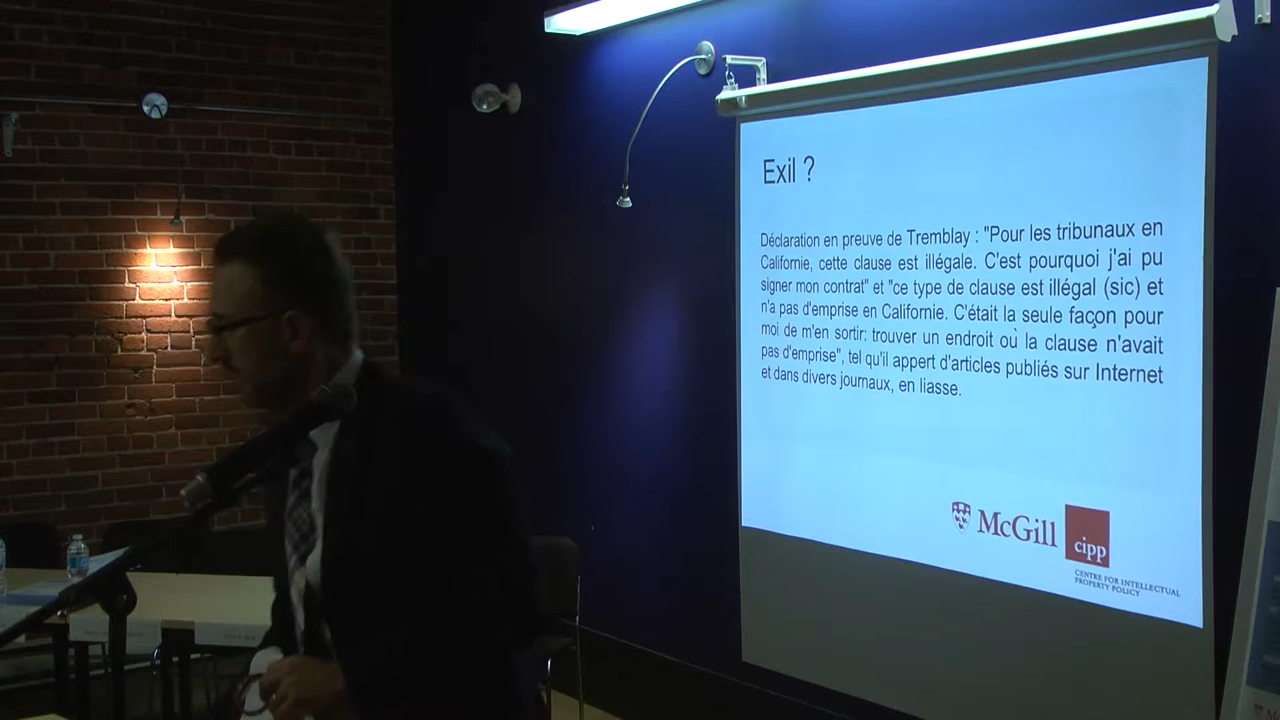 Exil ?
Déclaration en preuve de Tremblay : "Pour les tribunaux en
Californie, cette clause est illégale. C'est pourquoi j'ai pu
signer mon contrat" et "ce type de clause est illégal (sic) et
n'a pas d'emprise en Californie. C'était la seule façon pour
moi de m'en sortir: trouver un endroit où la clause n'avait
pas d'emprise", tel qu'il appert d'articles publiés sur Internet
et dans divers journaux, en liasse.
McGill
cipp
CENTRE FOR INTELLECTUAL
PROPERTY POLICY